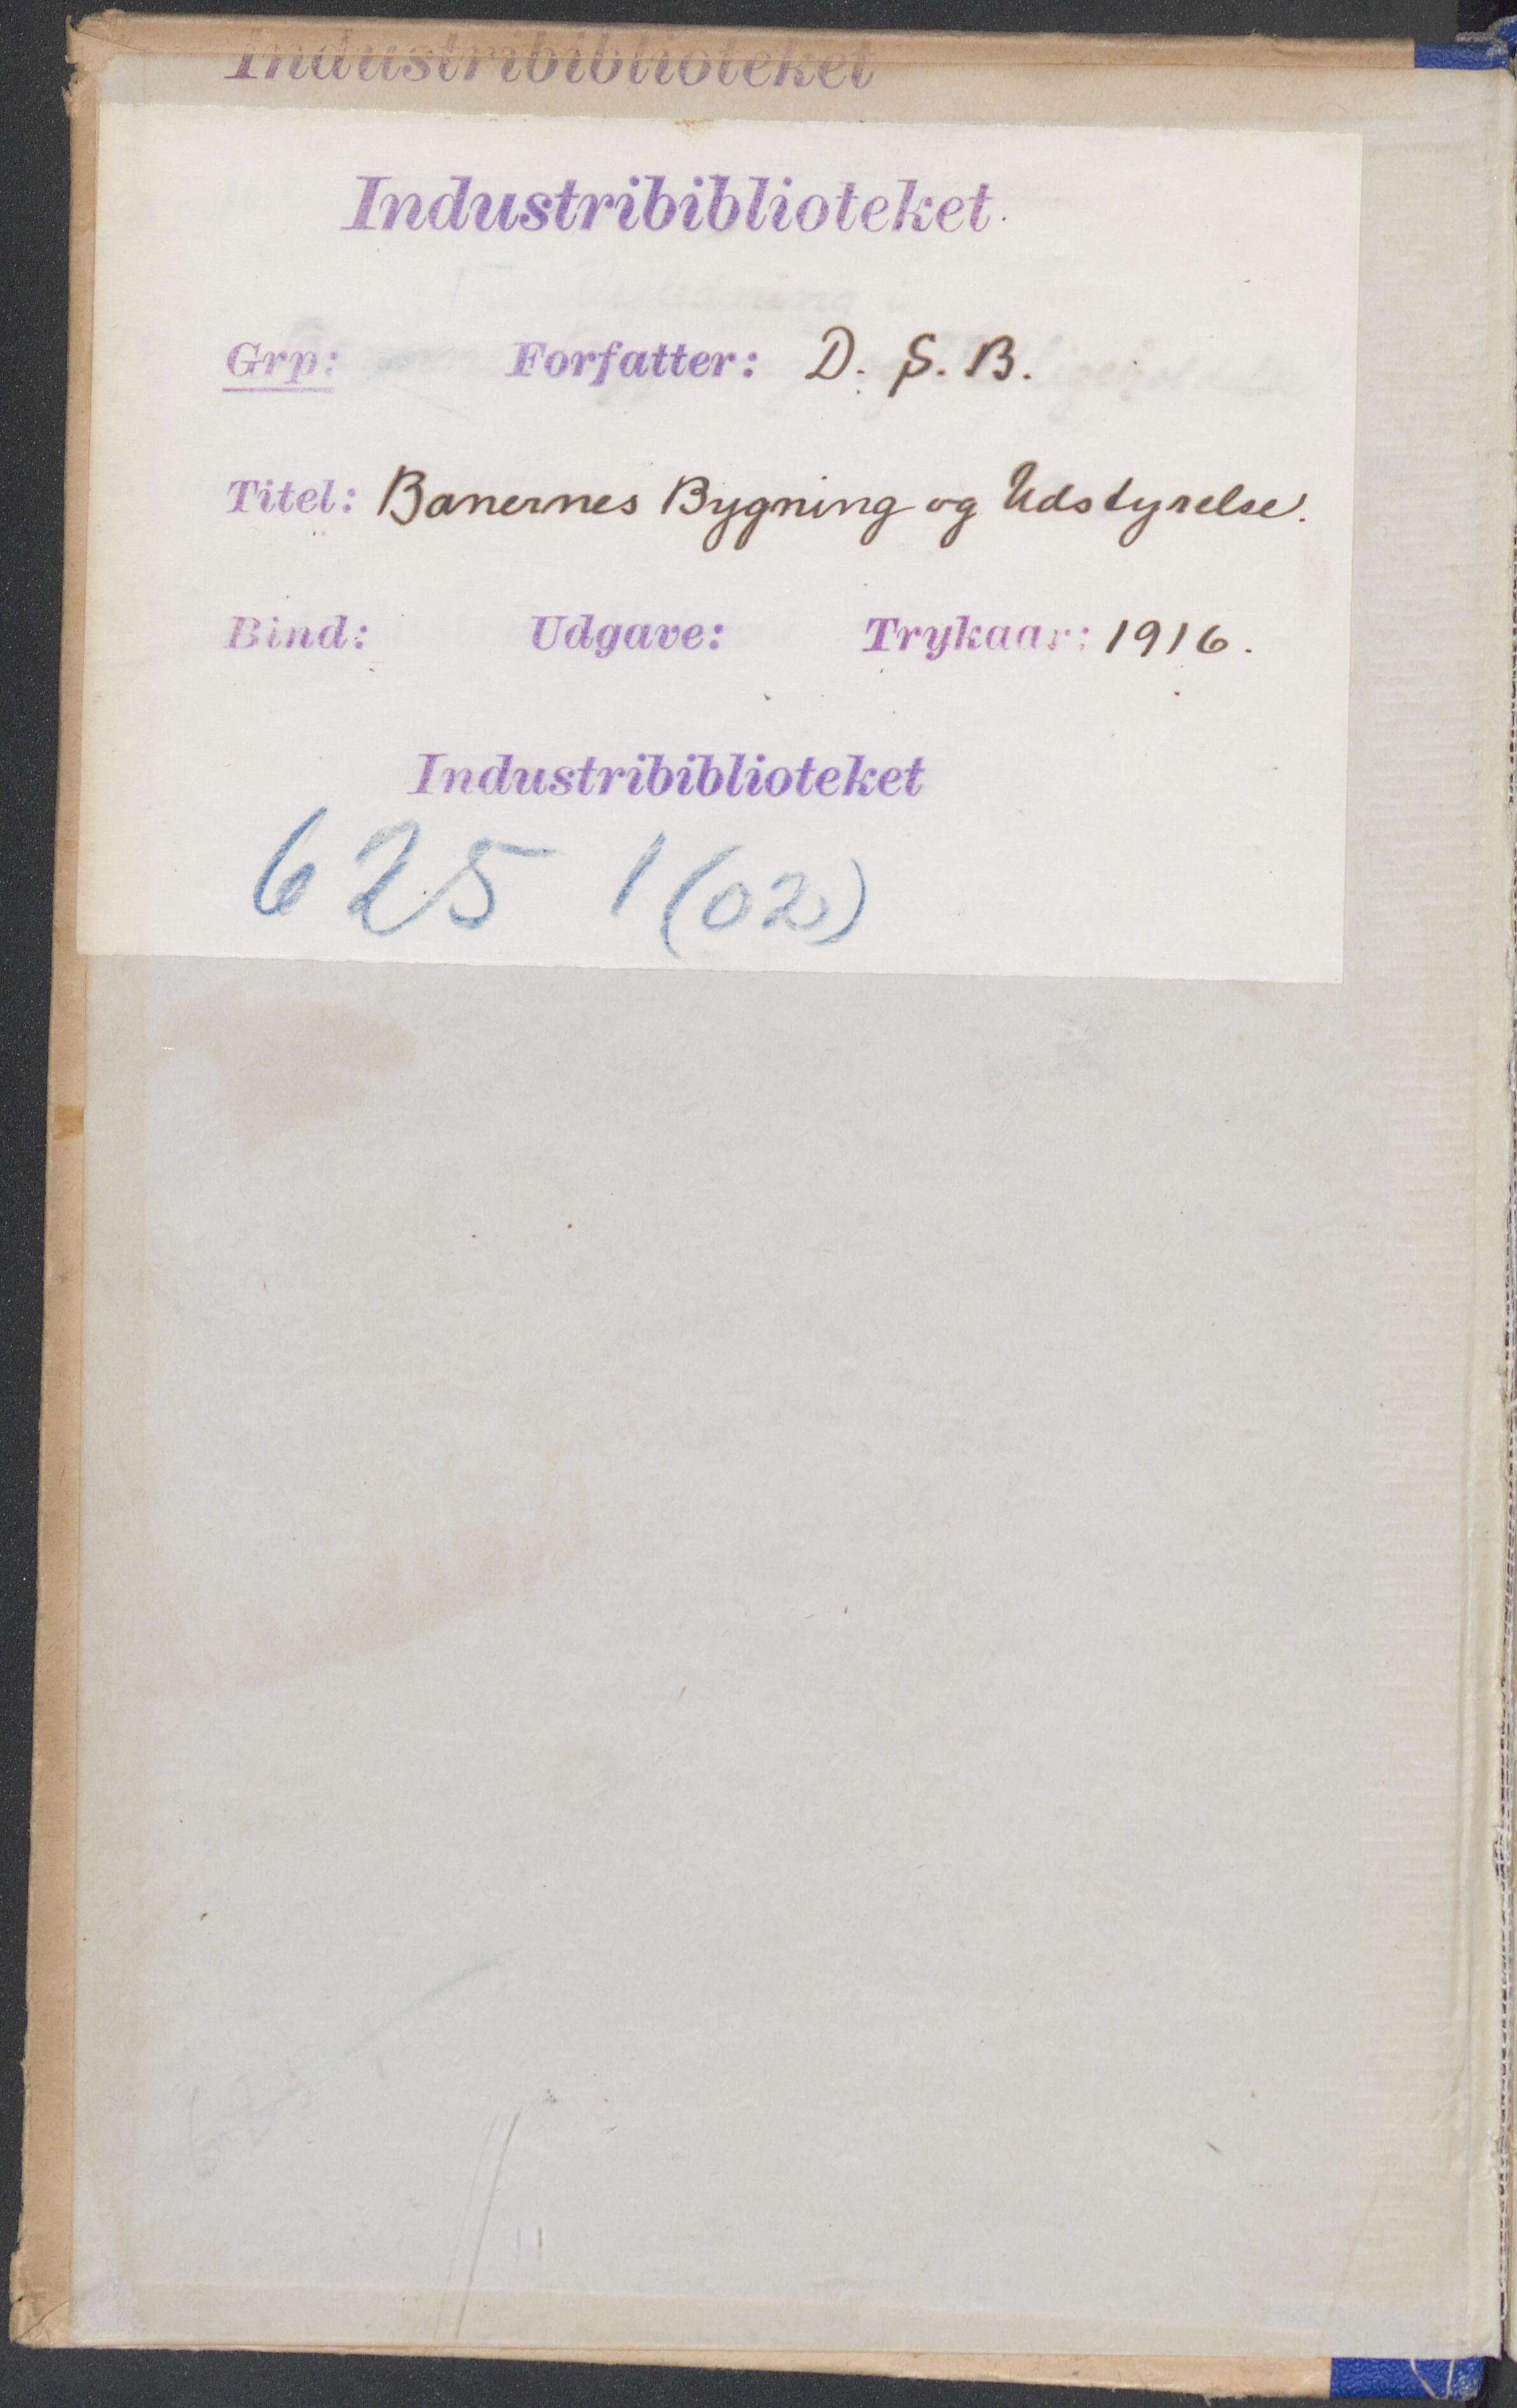 Industribiblioteket
Industribiblioteket
Grp: Forfatter: D. S. B.
Titel: Banernes Bygning og Udstyrelse.
Bind: Udgave: Trykaar: 1916.
Industribiblioteket
625 1 (02)